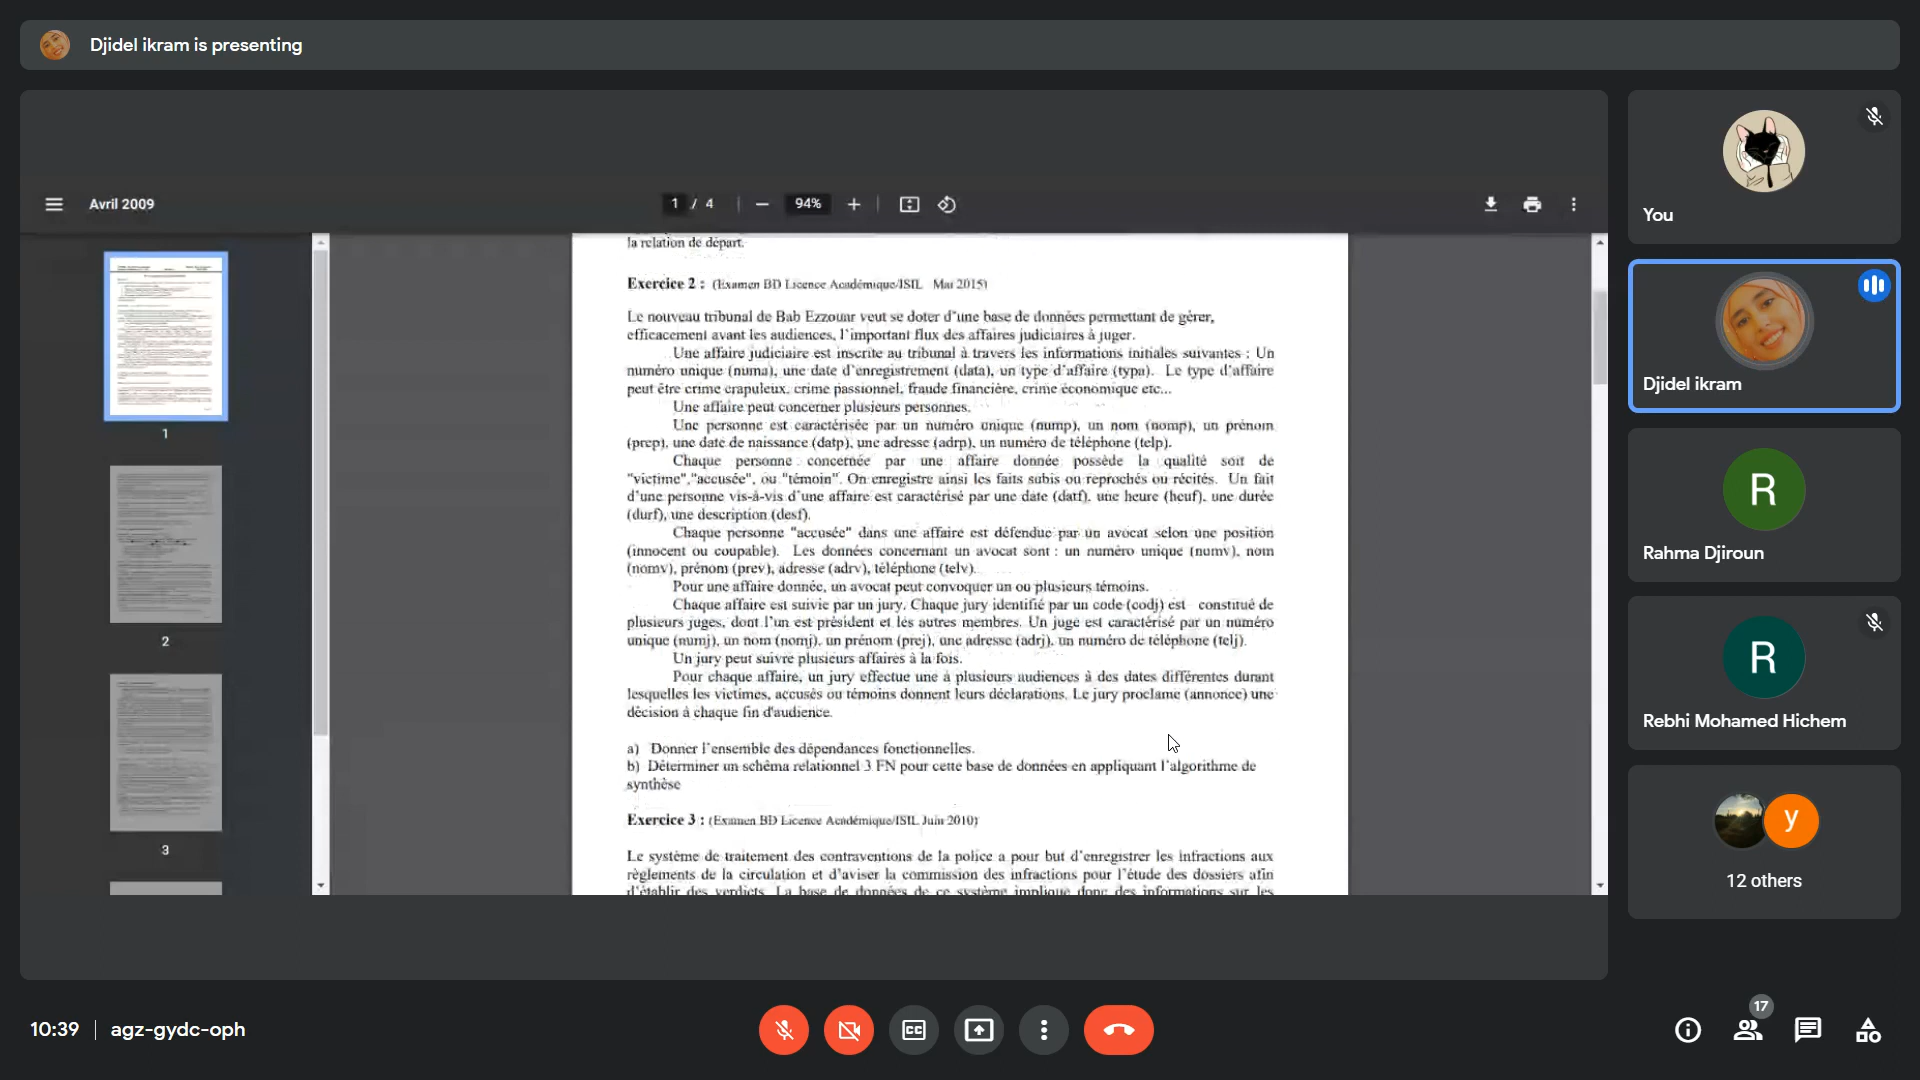 Djidel ikram is presenting
Avril 2009
1 / 4
94%
la relation de départ.
Exercice 2 : (Examen BD Licence Académique/ISIL Mai 2015)
Le nouveau tribunal de Bab Ezzouar veut se doter d'une base de données permettant de gérer,
efficacement avant les audiences, l'important flux des affaires judiciaires à juger.
Une affaire judiciaire est inscrite au tribunal à travers les informations initiales suivantes : Un
numéro unique (numa), une date d'enregistrement (data), un type d'affaire (typa). Le type d'affaire
peut être crime crapuleux, crime passionnel, fraude financière, crime économique etc...
Une affaire peut concerner plusieurs personnes.
Une personne est caractérisée par un numéro unique (nump), un nom (nomp), un prénom
(prep), une date de naissance (datp), une adresse (adrp), un numéro de téléphone (telp).
Chaque personne concernée par une affaire donnée possède la qualité soit de
"victime","accusée", ou "témoin". On enregistre ainsi les faits subis ou reprochés ou récités. Un fait
d'une personne vis-à-vis d'une affaire est caractérisé par une date (datf), une heure (heuf), une durée
(durf), une description (desf).
Chaque personne "accusée" dans une affaire est défendue par un avocat selon une position
(innocent ou coupable). Les données concernant un avocat sont : un numéro unique (numv), nom
(nomv), prénom (prev), adresse (adrv), téléphone (telv).
Pour une affaire donnée, un avocat peut convoquer un ou plusieurs témoins.
Chaque affaire est suivie par un jury. Chaque jury identifié par un code (codj) est constitué de
plusieurs juges, dont l'un est président et les autres membres. Un juge est caractérisé par un numéro
unique (numj), un nom (nomj), un prénom (prej), une adresse (adrj), un numéro de téléphone (telj).
Un jury peut suivre plusieurs affaires à la fois.
Pour chaque affaire, un jury effectue une à plusieurs audiences à des dates différentes durant
lesquelles les victimes, accusés ou témoins donnent leurs déclarations. Le jury proclame (annonce) une
décision à chaque fin d'audience.
a) Donner l'ensemble des dépendances fonctionnelles.
b) Déterminer un schéma relationnel 3 FN pour cette base de données en appliquant l'algorithme de
synthèse
Exercice 3 : (Examen BD Licence Académique/ISIL Juin 2010)
Le système de traitement des contraventions de la police a pour but d'enregistrer les infractions aux
règlements de la circulation et d'aviser la commission des infractions pour l'étude des dossiers afin
d'établir des verdicts. La base de données de ce système implique donc des informations sur les
1
2
3
You
Djidel ikram
R
Rahma Djiroun
R
Rebhi Mohamed Hichem
y
12 others
10:39 | agz-gydc-oph
CC
17